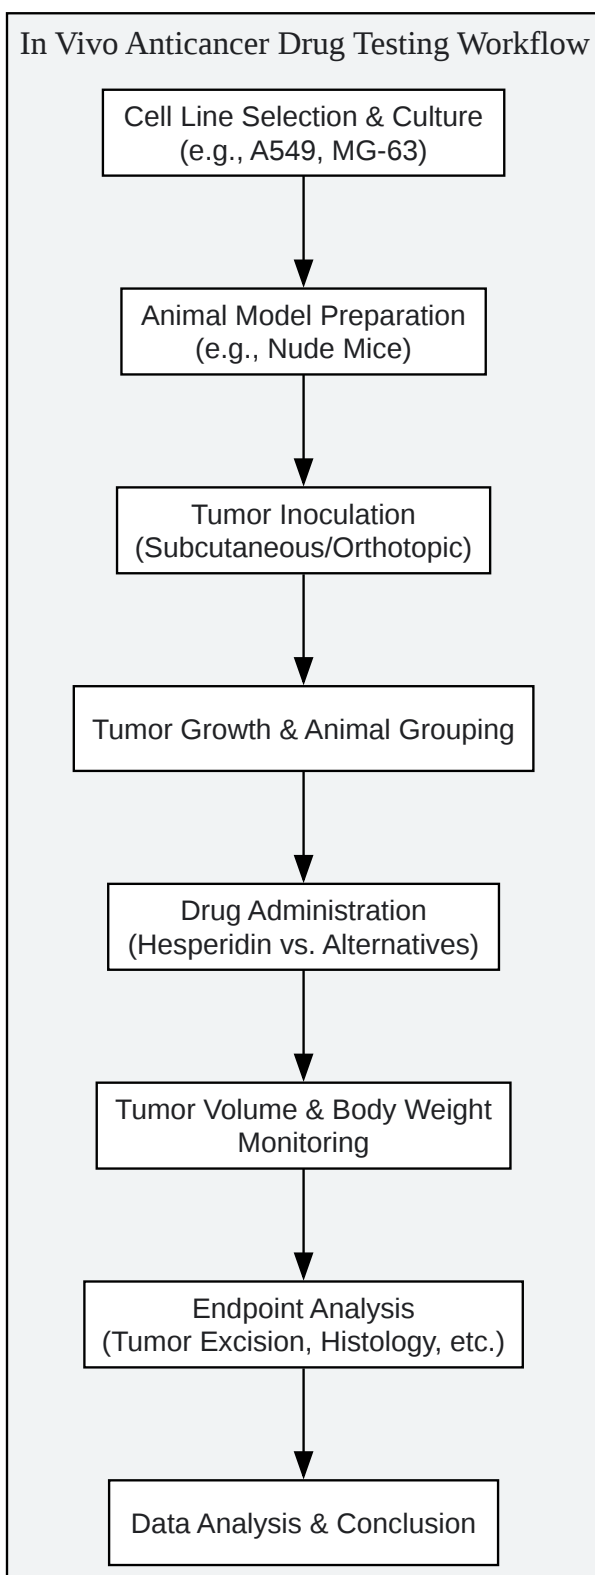 In Vivo Anticancer Drug Testing Workflow
Cell Line Selection & Culture
(e.g., A549, MG-63)
Animal Model Preparation
(e.g., Nude Mice)
Tumor Inoculation
(Subcutaneous/Orthotopic)
Tumor Growth & Animal Grouping
Drug Administration
(Hesperidin vs. Alternatives)
Tumor Volume & Body Weight
Monitoring
Endpoint Analysis
(Tumor Excision, Histology, etc.)
Data Analysis & Conclusion